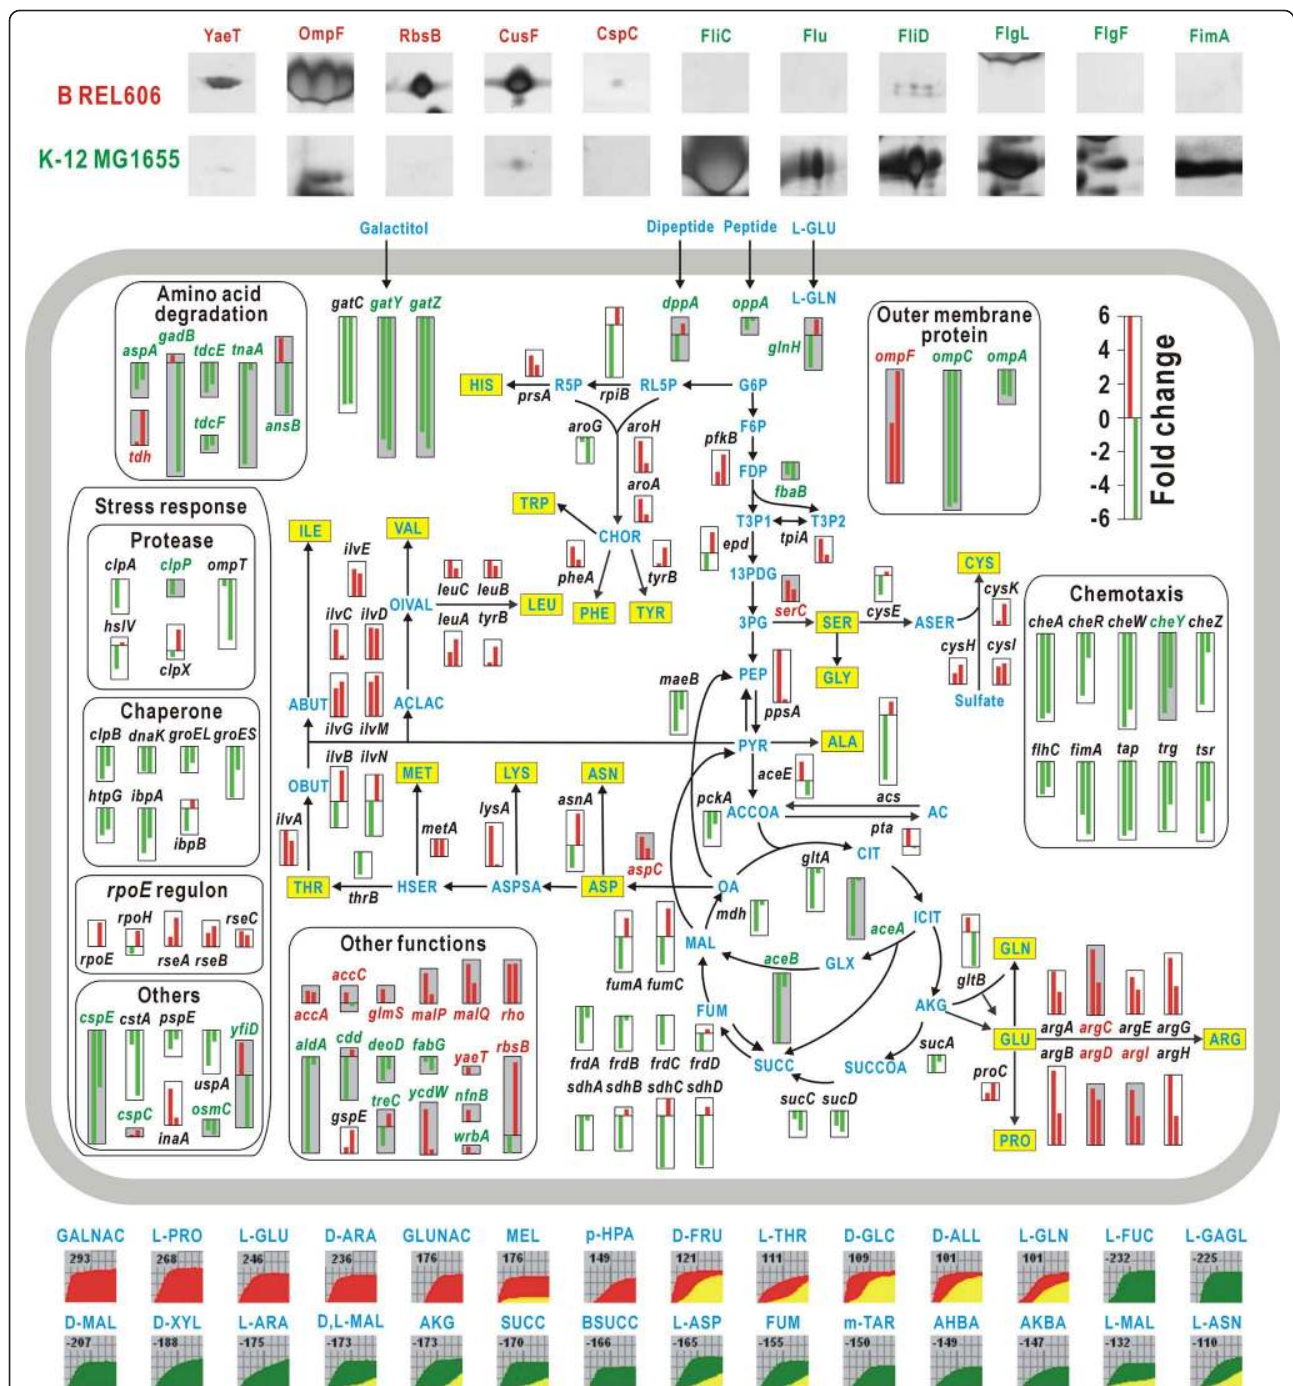 YaeT OmpF RbsB CusF CspC FliC Flu FliD FlgL FlgF FimA
B REL606
K-12 MG1655
Galactitol Dipeptide Peptide L-GLU
Amino acid
degradation
aspA gadB tdcE tnaA
tdh tdcF ansB
gatC gatY gatZ
dppA oppA L-GLN
glnH
Outer membrane
protein
ompF ompC ompA
6
4
2
0
-2
-4
-6
Fold change
HIS R5P RL5P G6P
prsA rpiB
F6P
aroG aroH pfkB
FDP
aroA fbaB
TRP T3P1 T3P2
CHOR epd tpiA
pheA tyrB 13PDG
PHE TYR serC
3PG SER cysE ASER CYS
cysK
cysH cysI
GLY Sulfate
Stress response
Protease
clpA clpP ompT
hslV
clpX
Chaperone
clpB dnaK groEL groES
htpG ibpA
ibpB
rpoE regulon
rpoH rseC
rpoE rseA rseB
Others
cspE cstA pspE yfiD
uspA
cspC inaA osmC
ILE VAL
ilvE
ilvC ilvD OIVAL leuC leuB LEU
leuA tyrB
ABUT ACLAC
ilvG ilvM
ilvB ilvN
OBUT MET LYS ASN
ilvA metA lysA asnA
aspC
THR thrB HSER ASPSA ASP OA
maeB PEP ppsA
PYR ALA
aceE acs
pckA ACCOA AC
pta
CIT
gltA
mdh
ICIT
MAL aceA
GLX
fumA fumC aceB
FUM AKG
gltB GLN
GLU ARG
SUCC SUCCOA
sucA
sucC sucD
proC
PRO
frdA frdB frdC frdD
sdhA sdhB sdhC sdhD
argA argC argE argG
argB argD argI argH
Chemotaxis
cheA cheR cheW cheY cheZ
flhC fimA tap trg tsr
Other functions
accA accC glmS malP malQ rho
aldA cdd deoD fabG yaeT rbsB
gspE treC ycdW nfnB
wrbA
GALNAC L-PRO L-GLU D-ARA GLUNAC MEL p-HPA D-FRU L-THR D-GLC D-ALL L-GLN L-FUC L-GAGL
293 268 246 236 176 176 149 121 111 109 101 101 -232 -225
D-MAL D-XYL L-ARA D,L-MAL AKG SUCC BSUCC L-ASP FUM m-TAR AHBA AKBA L-MAL L-ASN
-207 -188 -175 -173 -173 -170 -166 -165 -155 -150 -149 -147 -132 -110